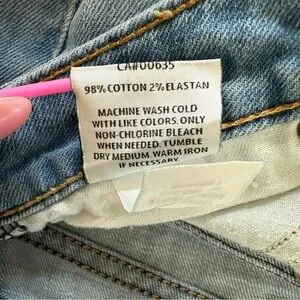 CA#00635
98% COTTON 2% ELASTAN
MACHINE WASH COLD
WITH LIKE COLORS. ONLY
NON-CHLORINE BLEACH
WHEN NEEDED. TUMBLE
DRY MEDIUM. WARM IRON
IF NECESSARY